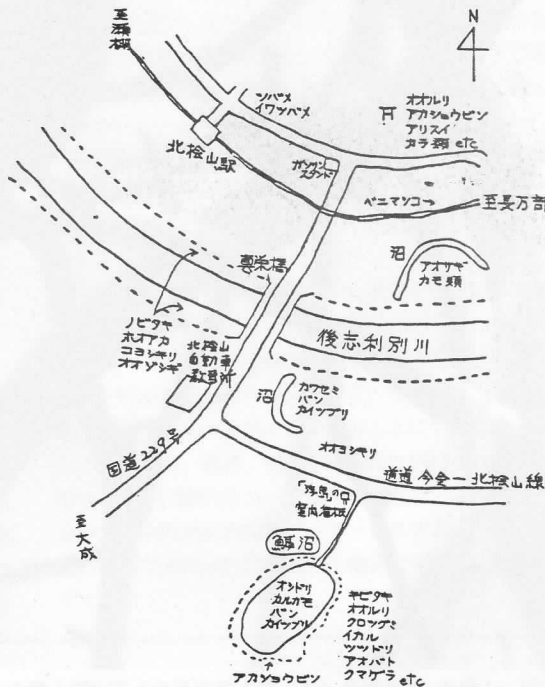 至瀬棚
N
ツバメ
イワツバメ
オオルリ
アカショウビン
アリスイ
カラ類 etc
北桧山駅
ガソリン
スタンド
ベニマシコ→
至長万部
沼
アオサギ
カモ類
真栄橋
ノビタキ
ホオアカ
コヨシキリ
オオジシギ
北桧山
自動車
教習所
後志利別川
沼
カワセミ
バン
カイツブリ
国道229号
オオヨシキリ
道道 今金―北桧山線
「浮島」の
案内看板
至大成
鱘沼
オシドリ
カルガモ
バン
カイツブリ
キビタキ
オオルリ
クロツグミ
イカル
ツツドリ
アオバト
クマゲラ etc
アカショウビン